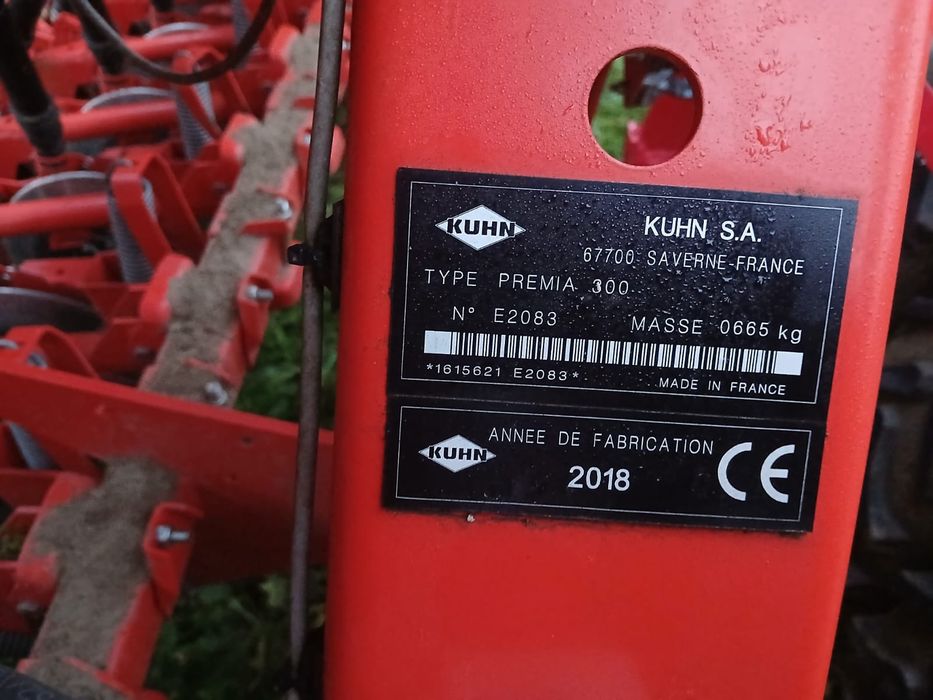 KUHN
KUHN S.A.
67700 SAVERNE-FRANCE
TYPE PREMIA 300
N° E2083 MASSE 0665 kg
*1615621 E2083*
MADE IN FRANCE
KUHN
ANNEE DE FABRICATION
2018
CE